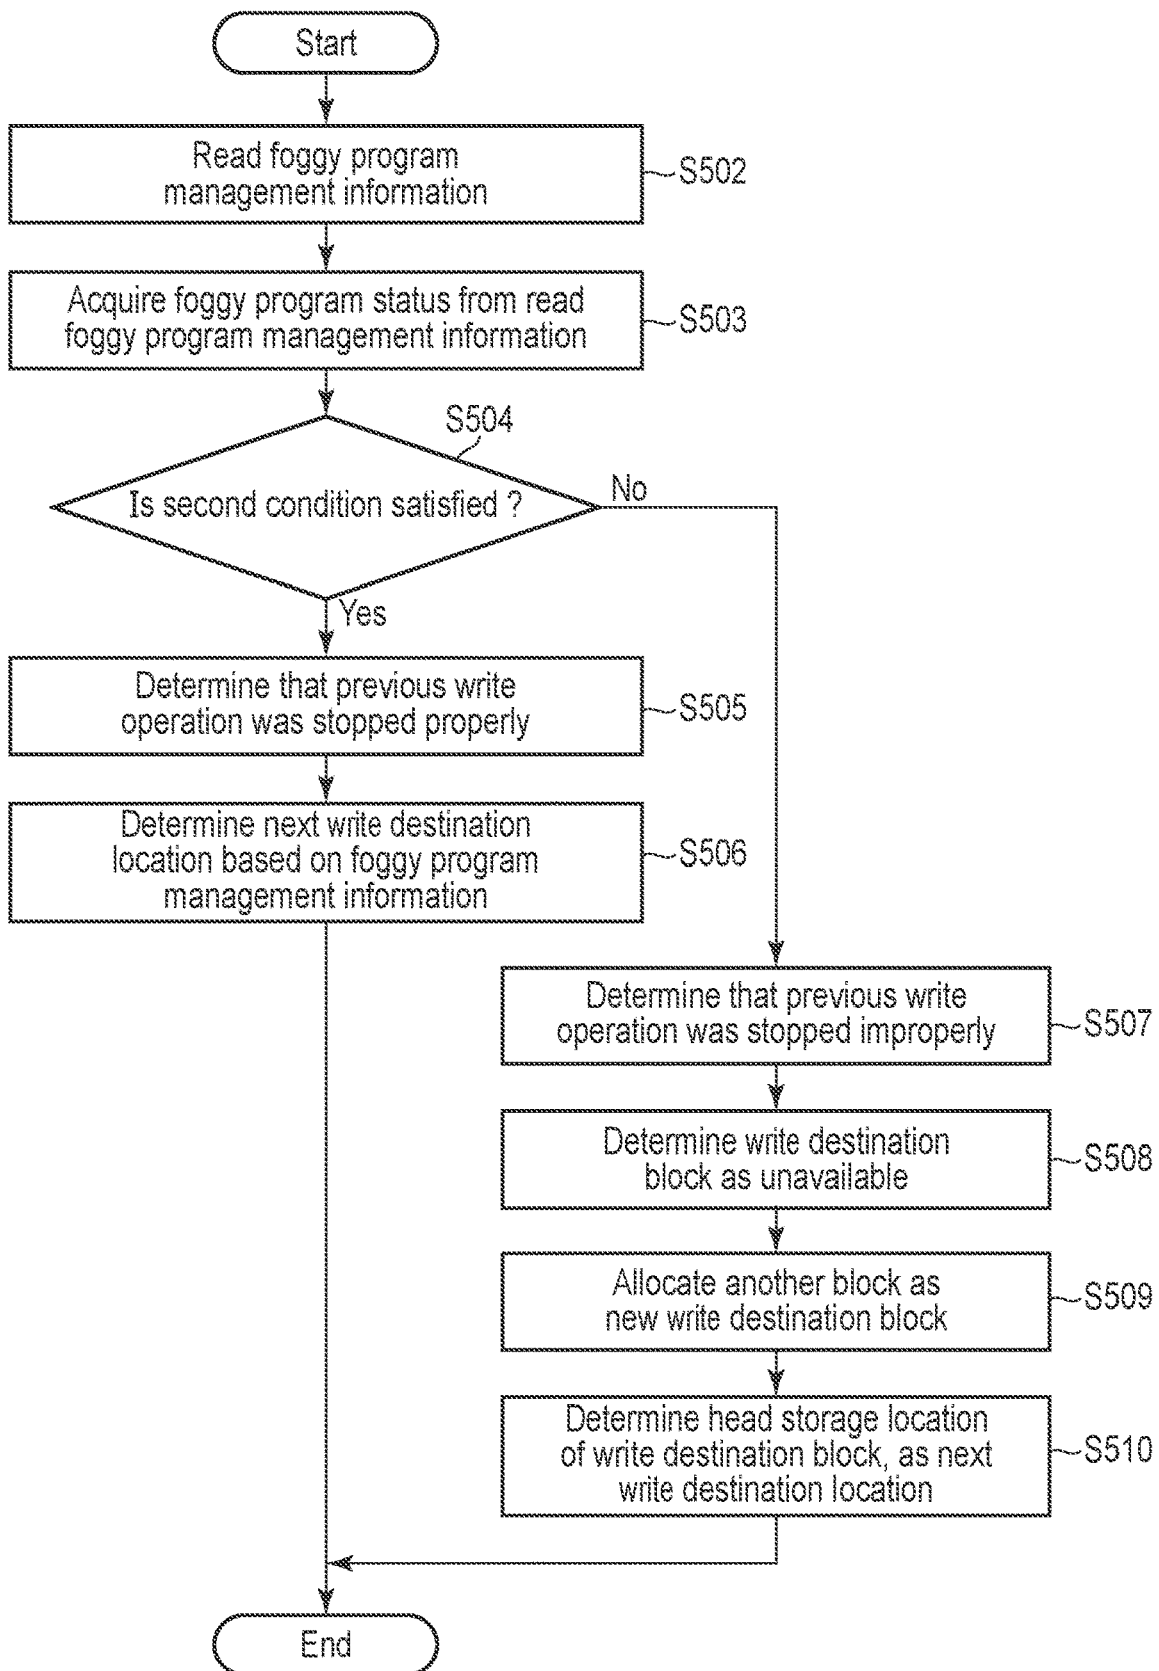 Start
Read foggy program
management information
S502
Acquire foggy program status from read
foggy program management information
S503
S504
Is second condition satisfied ?
No
Yes
Determine that previous write
operation was stopped properly
S505
Determine next write destination
location based on foggy program
management information
S506
Determine that previous write
operation was stopped improperly
S507
Determine write destination
block as unavailable
S508
Allocate another block as
new write destination block
S509
Determine head storage location
of write destination block, as next
write destination location
S510
End